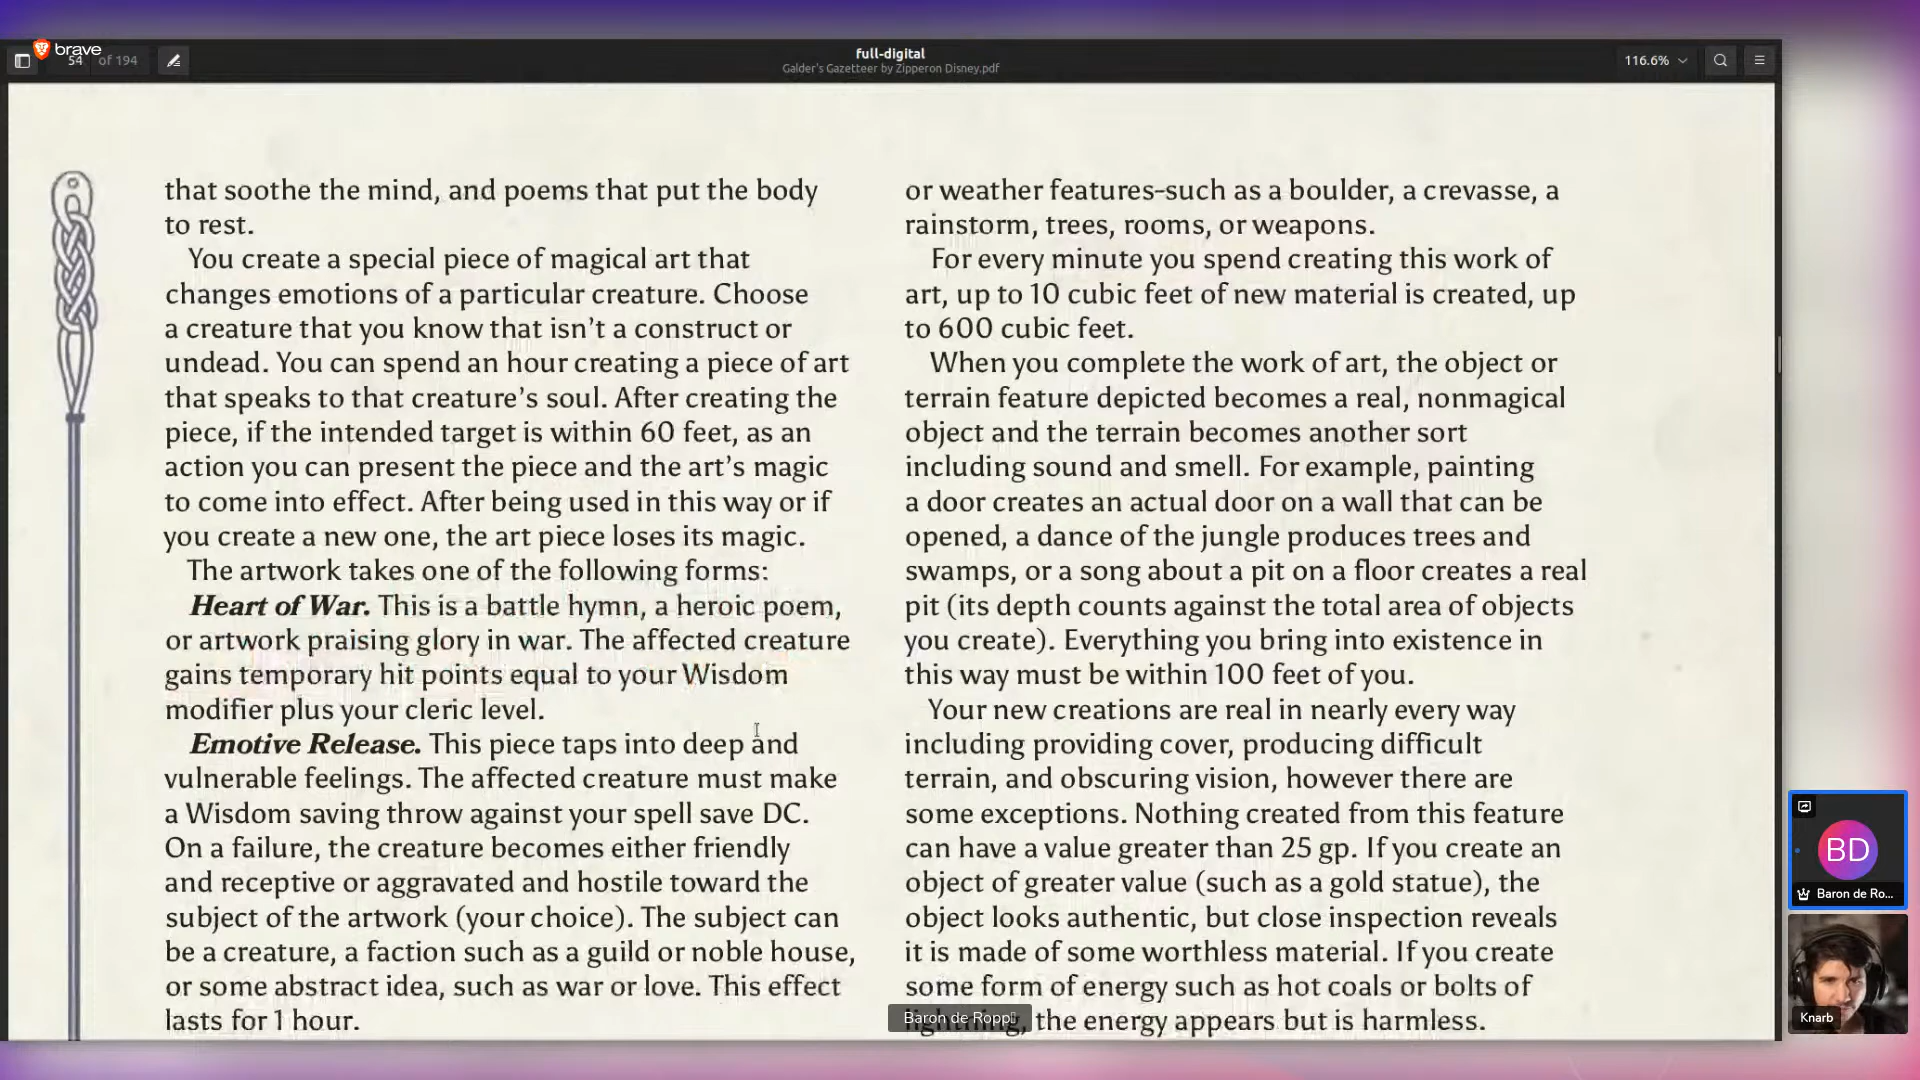 brave
54 of 194
full-digital
Galder's Gazetteer by Zipperon Disney.pdf
116.6%
that soothe the mind, and poems that put the body
to rest.
You create a special piece of magical art that
changes emotions of a particular creature. Choose
a creature that you know that isn't a construct or
undead. You can spend an hour creating a piece of art
that speaks to that creature's soul. After creating the
piece, if the intended target is within 60 feet, as an
action you can present the piece and the art's magic
to come into effect. After being used in this way or if
you create a new one, the art piece loses its magic.
The artwork takes one of the following forms:
Heart of War. This is a battle hymn, a heroic poem,
or artwork praising glory in war. The affected creature
gains temporary hit points equal to your Wisdom
modifier plus your cleric level.
Emotive Release. This piece taps into deep and
vulnerable feelings. The affected creature must make
a Wisdom saving throw against your spell save DC.
On a failure, the creature becomes either friendly
and receptive or aggravated and hostile toward the
subject of the artwork (your choice). The subject can
be a creature, a faction such as a guild or noble house,
or some abstract idea, such as war or love. This effect
lasts for 1 hour.
or weather features-such as a boulder, a crevasse, a
rainstorm, trees, rooms, or weapons.
For every minute you spend creating this work of
art, up to 10 cubic feet of new material is created, up
to 600 cubic feet.
When you complete the work of art, the object or
terrain feature depicted becomes a real, nonmagical
object and the terrain becomes another sort
including sound and smell. For example, painting
a door creates an actual door on a wall that can be
opened, a dance of the jungle produces trees and
swamps, or a song about a pit on a floor creates a real
pit (its depth counts against the total area of objects
you create). Everything you bring into existence in
this way must be within 100 feet of you.
Your new creations are real in nearly every way
including providing cover, producing difficult
terrain, and obscuring vision, however there are
some exceptions. Nothing created from this feature
can have a value greater than 25 gp. If you create an
object of greater value (such as a gold statue), the
object looks authentic, but close inspection reveals
it is made of some worthless material. If you create
some form of energy such as hot coals or bolts of
lightning, the energy appears but is harmless.
Baron de Ropp
BD
Baron de Ro...
Knarb